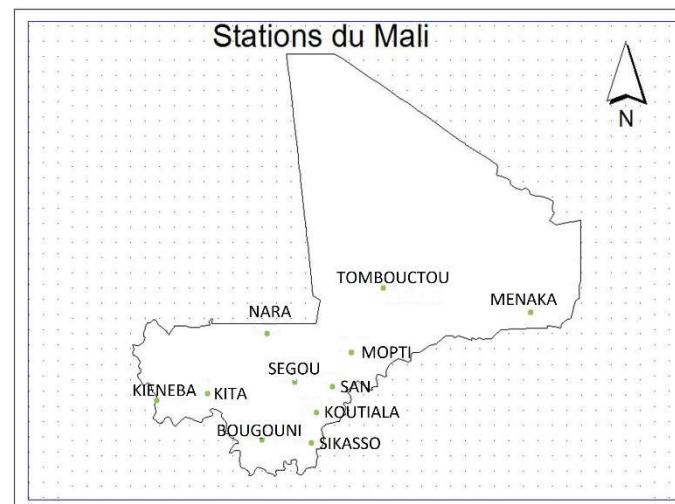 Stations du Mali
N
TOMBOUCTOU
MENAKA
NARA
MOPTI
SEGOU
SAN
KIENEBA
KITA
KOUTIALA
BOUGOUNI
SIKASSO